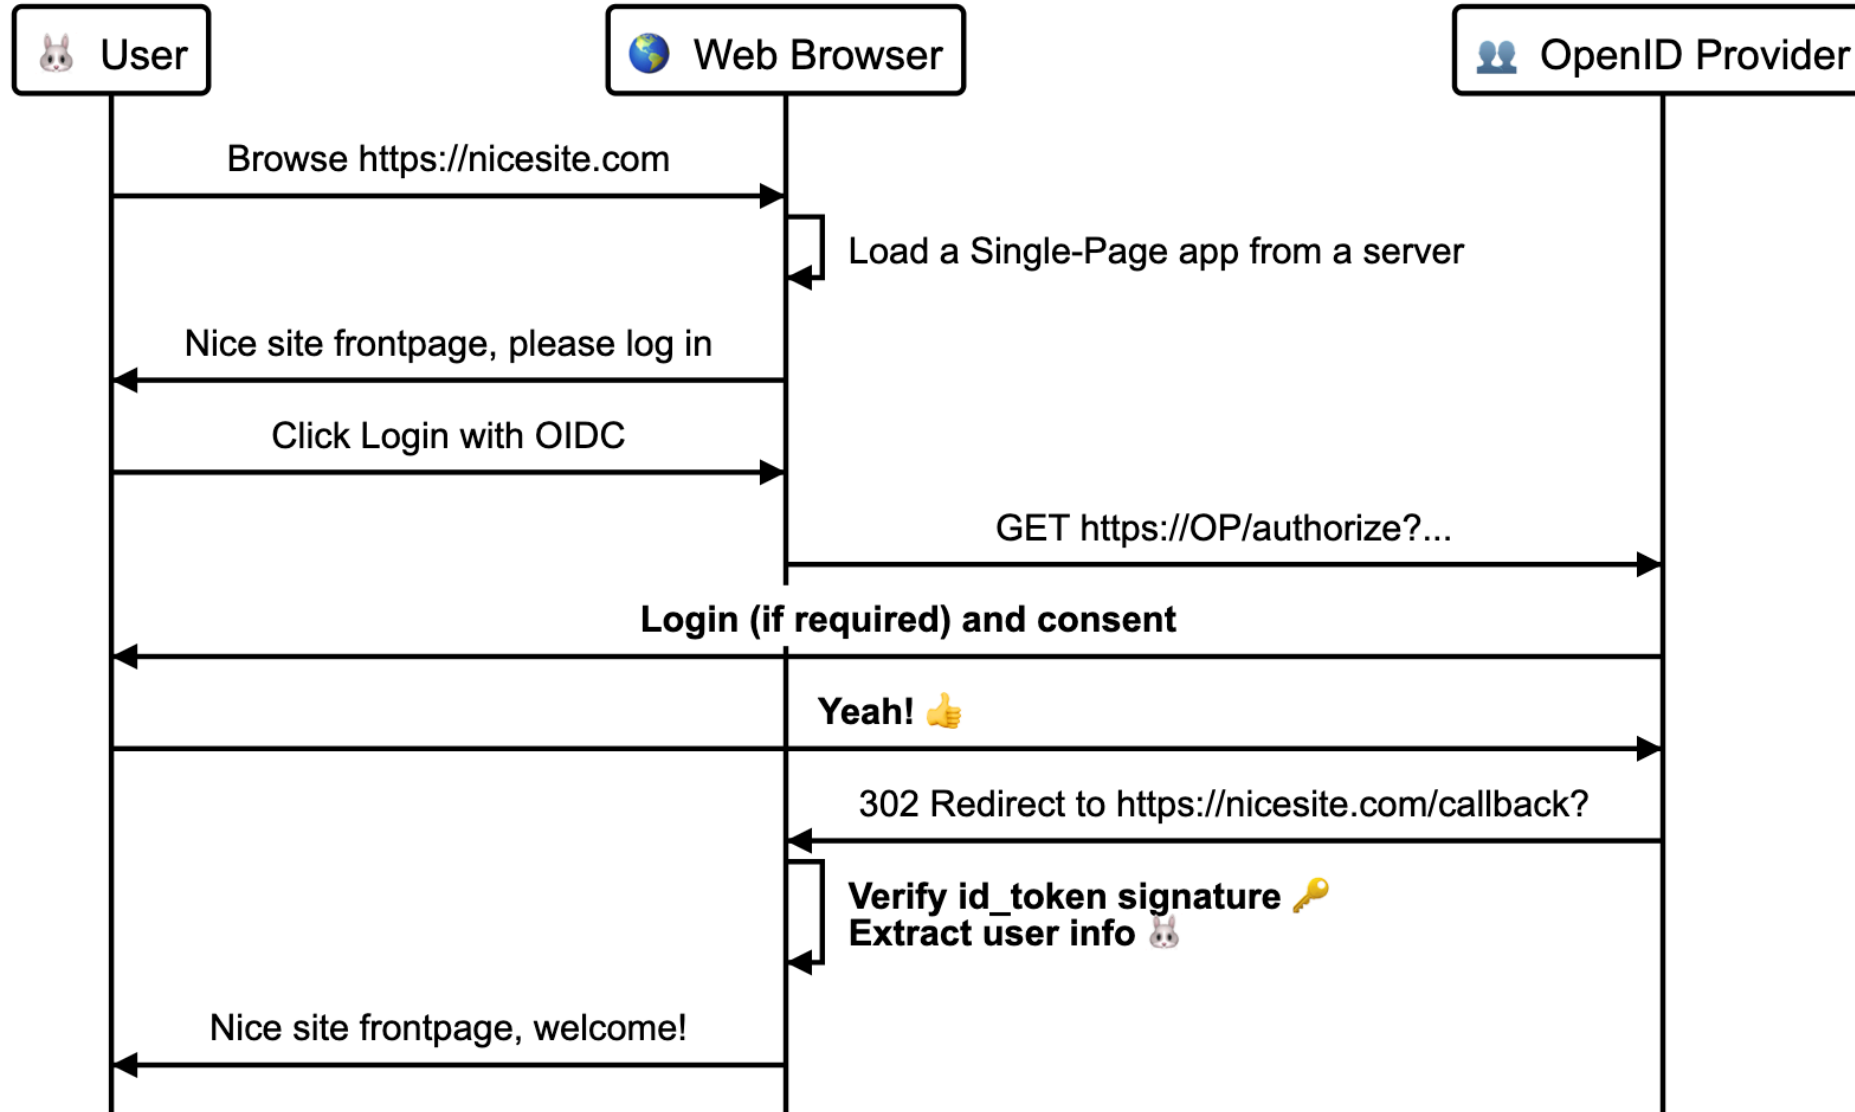 User
Web Browser
OpenID Provider
Browse https://nicesite.com
Load a Single-Page app from a server
Nice site frontpage, please log in
Click Login with OIDC
GET https://OP/authorize?...
Login (if required) and consent
Yeah! 👍
302 Redirect to https://nicesite.com/callback?
Verify id_token signature 🔑
Extract user info 🐰
Nice site frontpage, welcome!